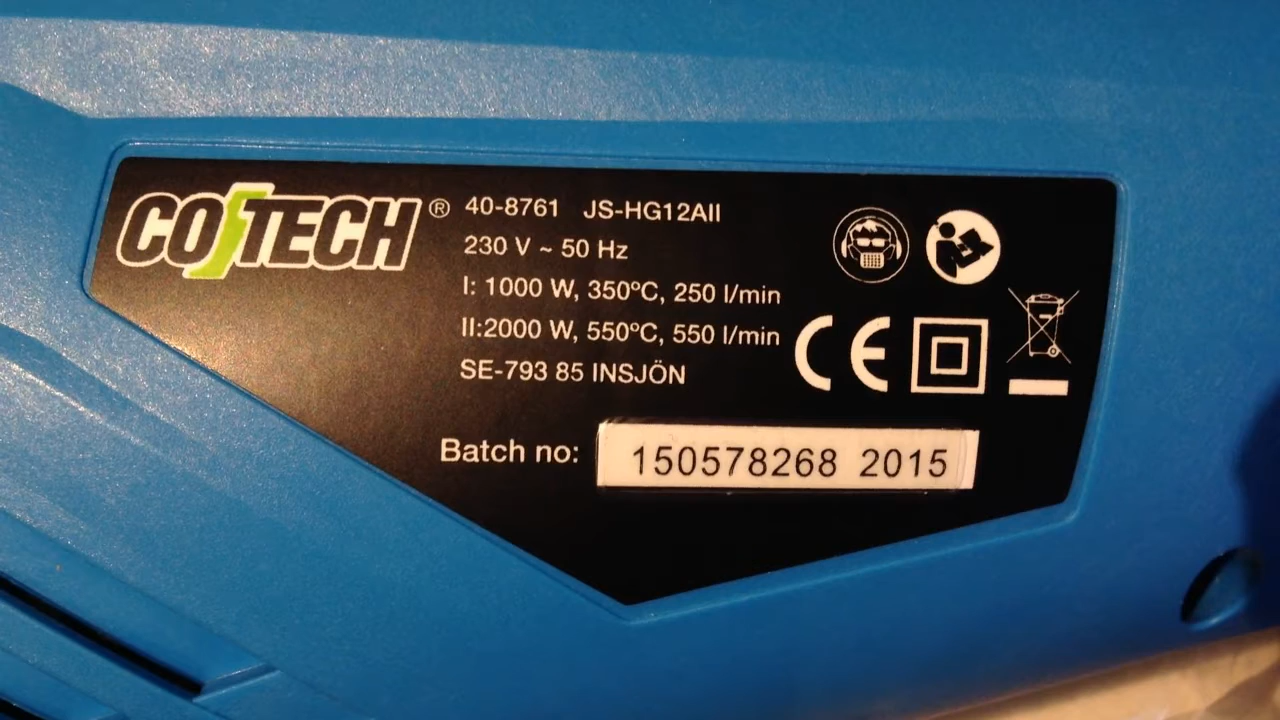 COTECH®
40-8761 JS-HG12AII
230 V ~ 50 Hz
I: 1000 W, 350ºC, 250 l/min
II:2000 W, 550ºC, 550 l/min
SE-793 85 INSJÖN
CE
Batch no: 150578268 2015